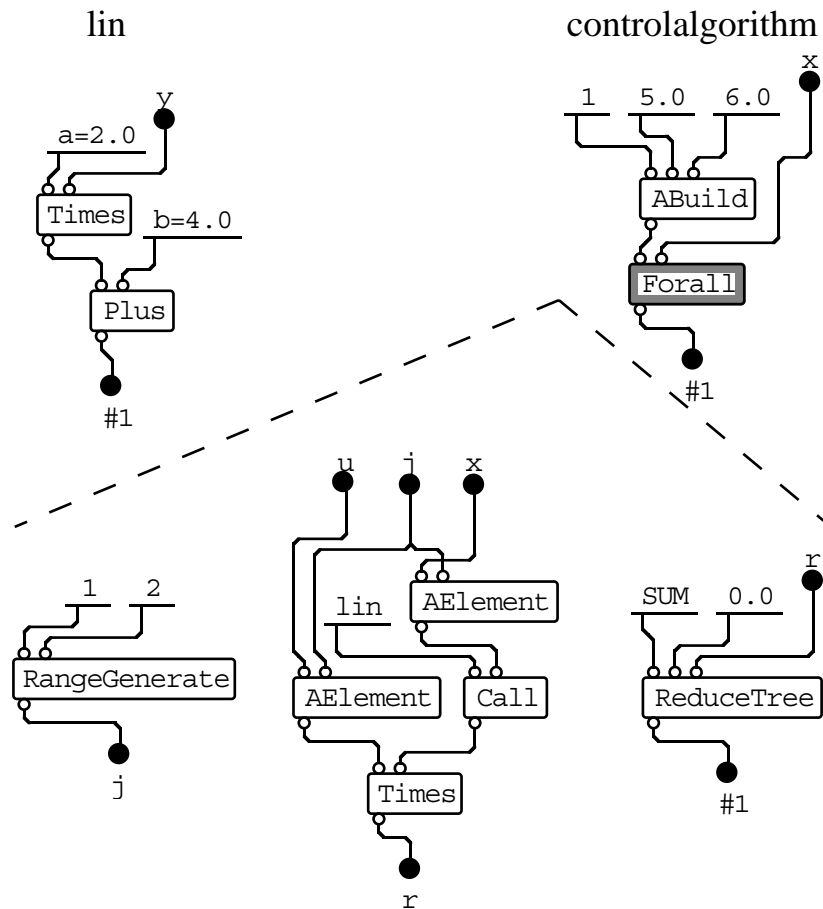 lin
controlalgorithm
y
a=2.0
Times
b=4.0
Plus
#1
x
1 5.0 6.0
ABuild
Forall
#1
1 2
RangeGenerate
j
u j x
AElement
lin
AElement Call
Times
r
r
SUM 0.0
ReduceTree
#1